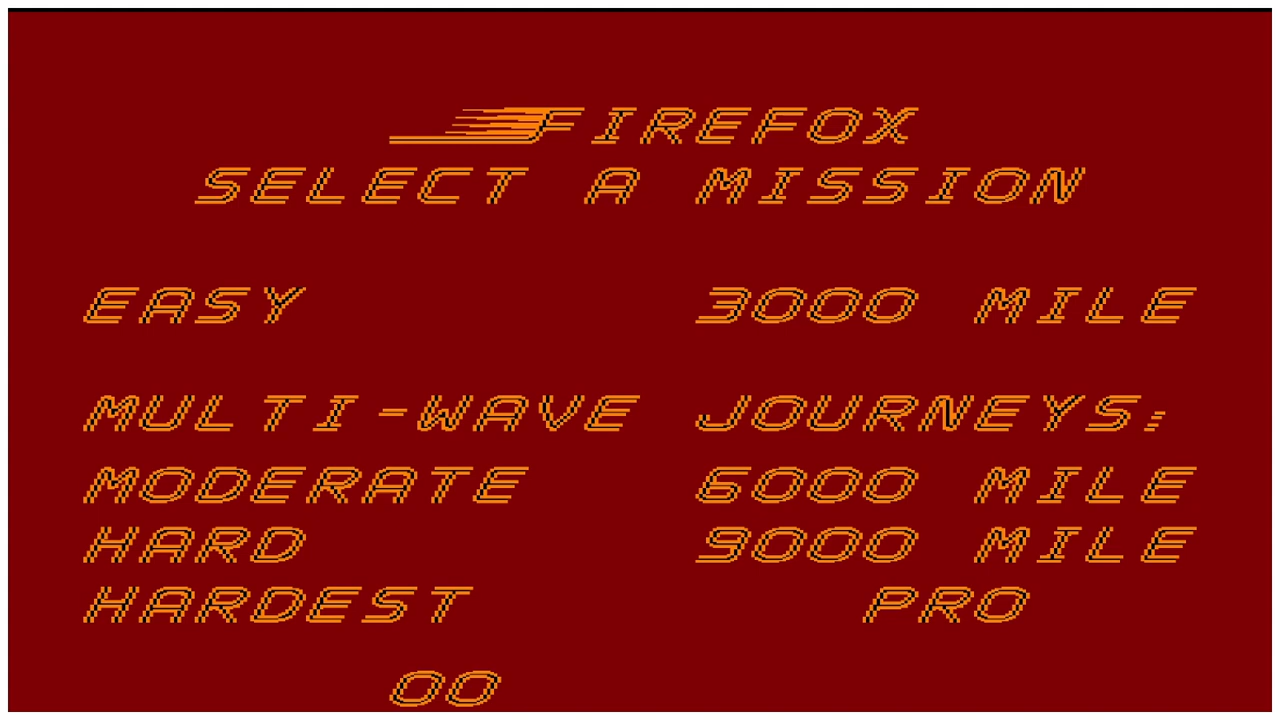 FIREFOX
SELECT A MISSION
EASY 3000 MILE
MULTI-WAVE JOURNEYS:
MODERATE 6000 MILE
HARD 9000 MILE
HARDEST PRO
00